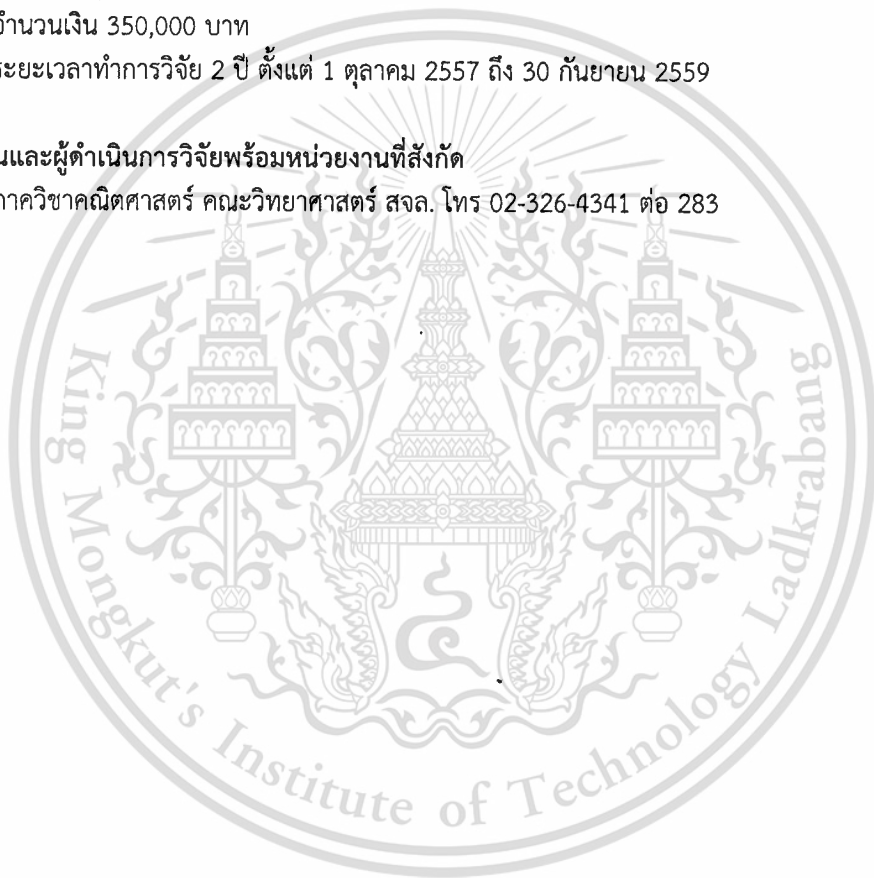 จำนวนเงิน 350,000 บาท
ระยะเวลาทำการวิจัย 2 ปี ตั้งแต่ 1 ตุลาคม 2557 ถึง 30 กันยายน 2559
และผู้ดำเนินการวิจัยพร้อมหน่วยงานที่สังกัด
ภาควิชาคณิตศาสตร์ คณะวิทยาศาสตร์ สจล. โทร 02-326-4341 ต่อ 283
King Mongkut's Institute of Technology Ladkrabang